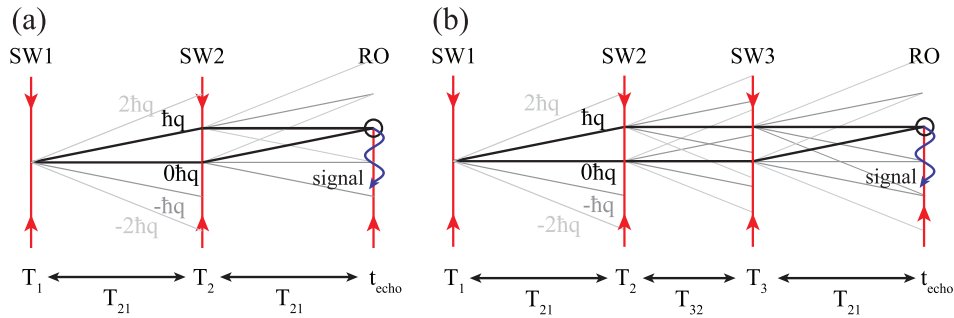 (a)
SW1 SW2 RO
2ħq
ħq
0ħq
-ħq
-2ħq
signal
T1 T2 techo
T21 T21
(b)
SW1 SW2 SW3 RO
2ħq
ħq
0ħq
-ħq
-2ħq
signal
T1 T2 T3 techo
T21 T32 T21